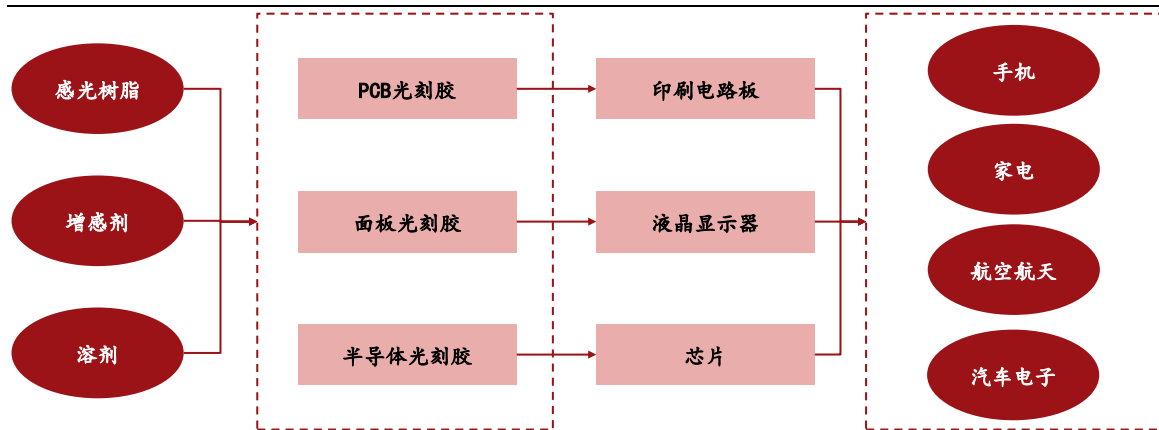 感光树脂
增感剂
溶剂
PCB光刻胶
面板光刻胶
半导体光刻胶
印刷电路板
液晶显示器
芯片
手机
家电
航空航天
汽车电子